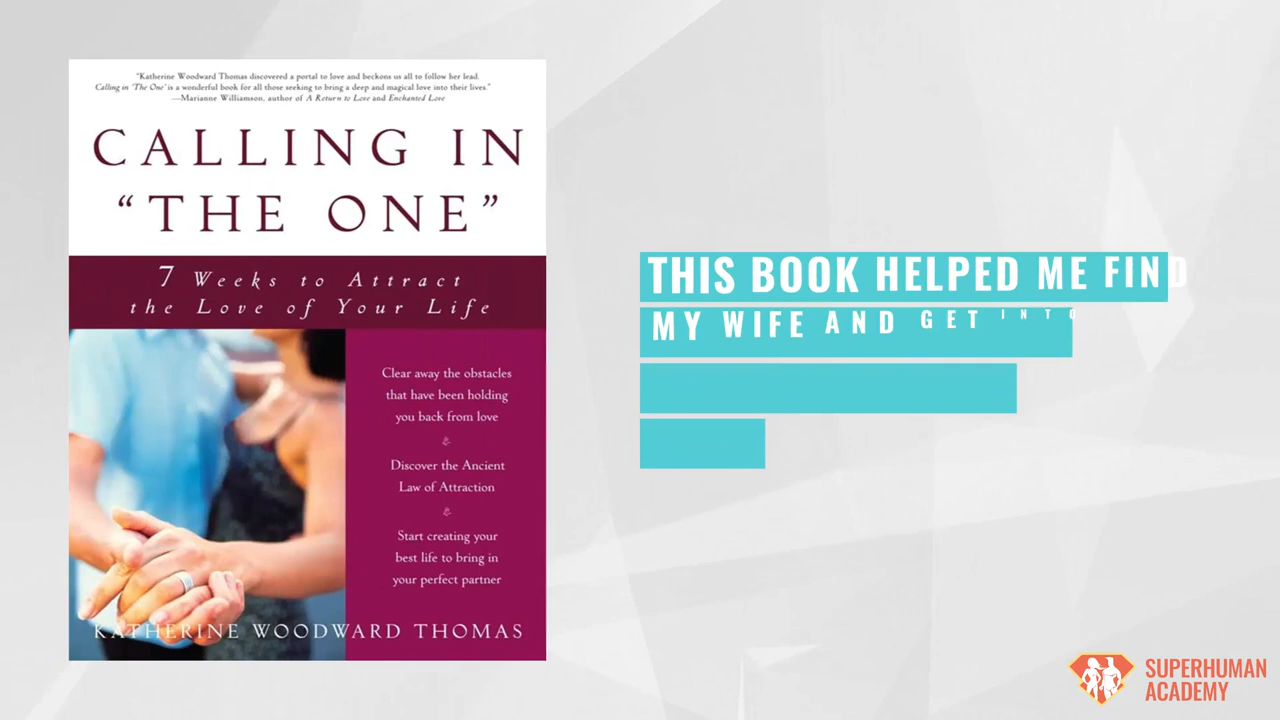 "Katherine Woodward Thomas discovered a portal to love and beckons us all to follow her lead.
Calling in 'The One' is a wonderful book for all those seeking to bring a deep and magical love into their lives."
—Marianne Williamson, author of A Return to Love and Enchanted Love
CALLING IN
“THE ONE”
7 Weeks to Attract
the Love of Your Life
Clear away the obstacles
that have been holding
you back from love
Discover the Ancient
Law of Attraction
Start creating your
best life to bring in
your perfect partner
KATHERINE WOODWARD THOMAS
THIS BOOK HELPED ME FIND
MY WIFE AND GET INTO
SUPERHUMAN
ACADEMY